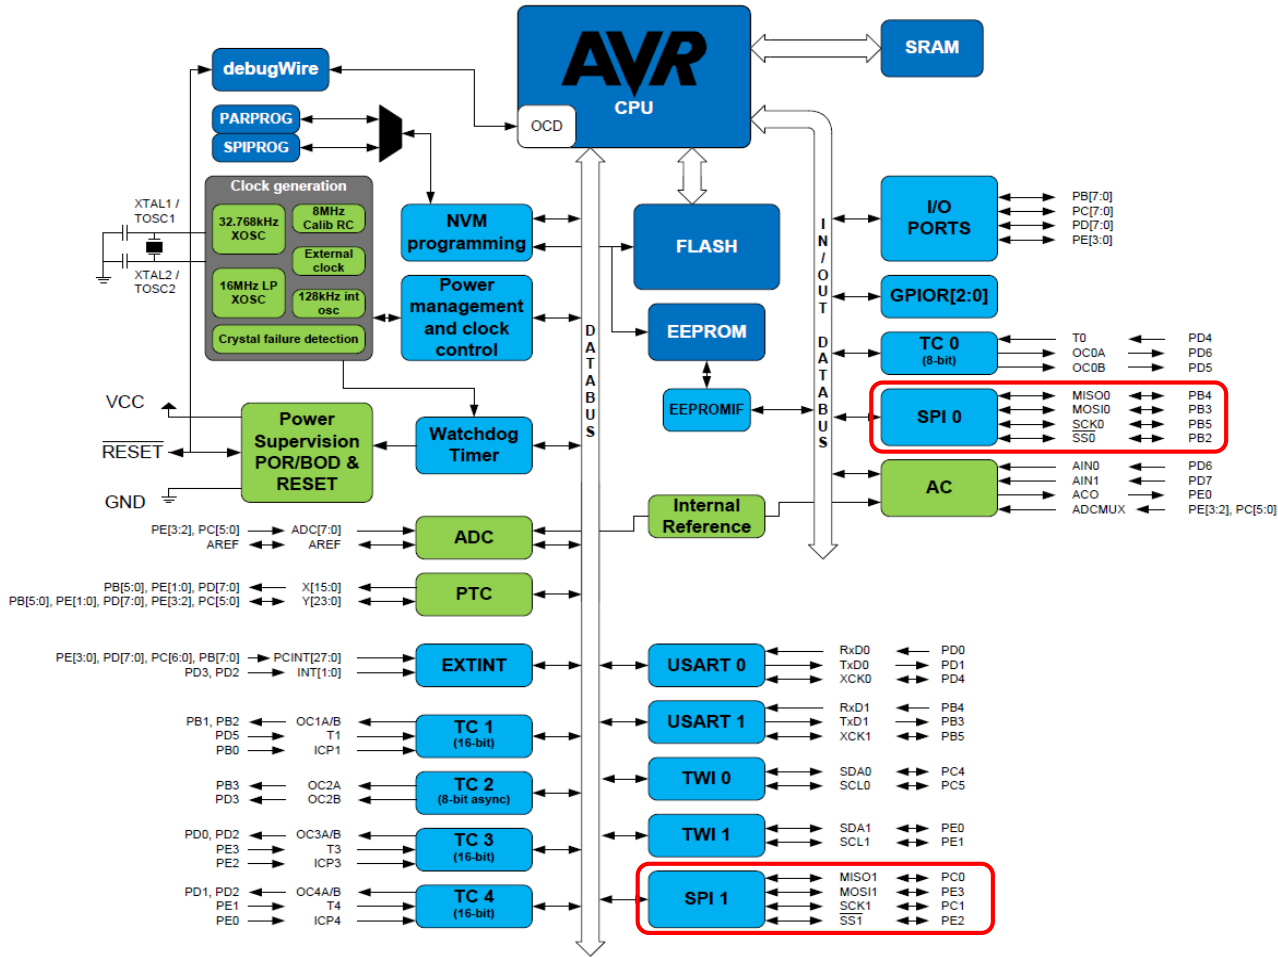 AVR
CPU
OCD
SRAM
debugWire
PARPROG
SPIPROG
Clock generation
32.768kHz
XOSC
8MHz
Calib RC
External
clock
16MHz LP
XOSC
128kHz int
osc
Crystal failure detection
XTAL1 /
TOSC1
XTAL2 /
TOSC2
NVM
programming
Power
management
and clock
control
FLASH
EEPROM
EEPROMIF
DATABUS
IN/OUT DATABUS
I/O
PORTS
PB[7:0]
PC[7:0]
PD[7:0]
PE[3:0]
GPIOR[2:0]
TC 0
(8-bit)
T0 PD4
OC0A PD6
OC0B PD5
SPI 0
MISO0 PB4
MOSI0 PB3
SCK0 PB5
SS0 PB2
AC
AIN0 PD6
AIN1 PD7
ACO PE0
ADCMUX PE[3:2], PC[5:0]
VCC
RESET
GND
Power
Supervision
POR/BOD &
RESET
Watchdog
Timer
Internal
Reference
PE[3:2], PC[5:0] ADC[7:0]
AREF AREF
ADC
PB[5:0], PE[1:0], PD[7:0] X[15:0]
PB[5:0], PE[1:0], PD[7:0], PE[3:2], PC[5:0] Y[23:0]
PTC
PE[3:0], PD[7:0], PC[6:0], PB[7:0] PCINT[27:0]
PD3, PD2 INT[1:0]
EXTINT
PB1, PB2 OC1A/B
PD5 T1
PB0 ICP1
TC 1
(16-bit)
PB3 OC2A
PD3 OC2B
TC 2
(8-bit async)
PD0, PD2 OC3A/B
PE3 T3
PE2 ICP3
TC 3
(16-bit)
PD1, PD2 OC4A/B
PE1 T4
PE0 ICP4
TC 4
(16-bit)
USART 0
RxD0 PD0
TxD0 PD1
XCK0 PD4
USART 1
RxD1 PB4
TxD1 PB3
XCK1 PB5
TWI 0
SDA0 PC4
SCL0 PC5
TWI 1
SDA1 PE0
SCL1 PE1
SPI 1
MISO1 PC0
MOSI1 PE3
SCK1 PC1
SS1 PE2